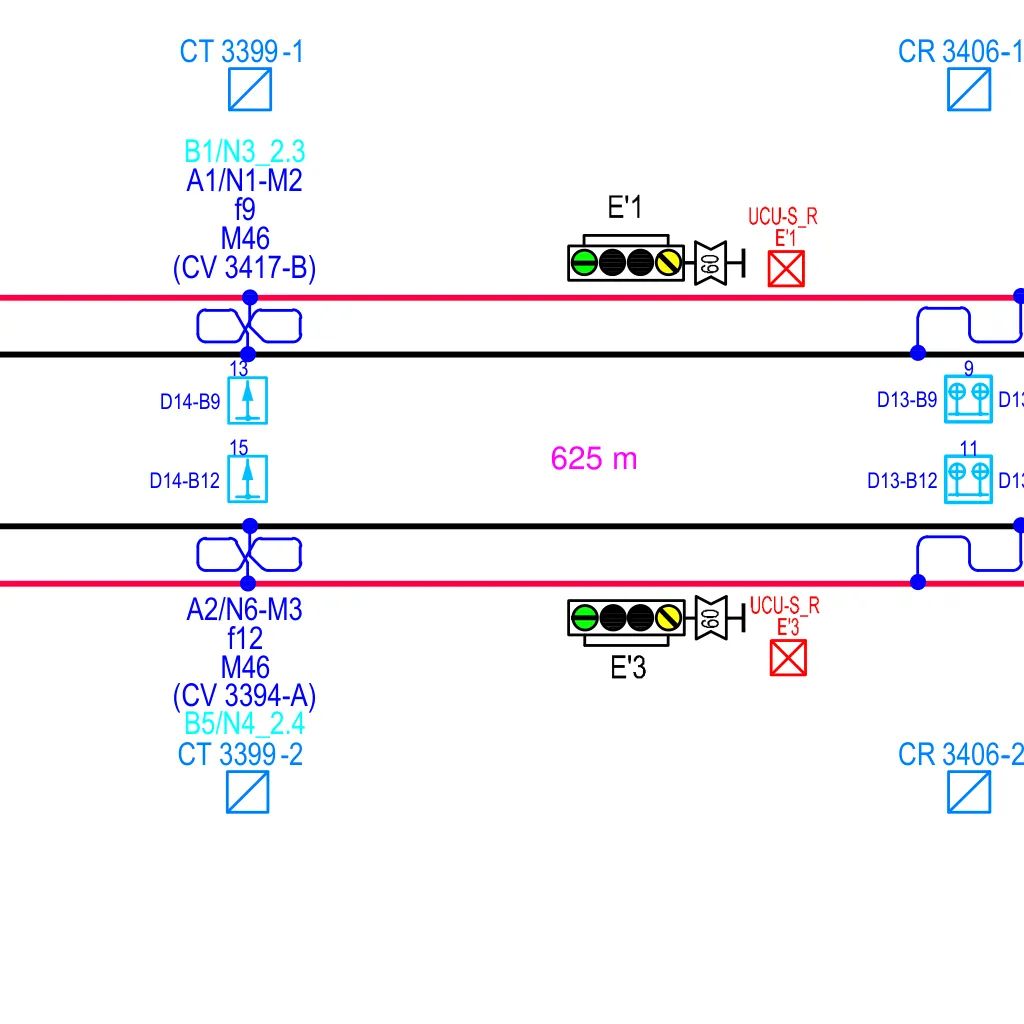 CT 3399-1
CR 3406-1
B1/N3_2.3
A1/N1-M2
f9
M46
(CV 3417-B)
E'1
60
UCU-S_R
E'1
13
D14-B9
9
D13-B9
D13
15
D14-B12
625 m
11
D13-B12
D13
A2/N6-M3
f12
M46
(CV 3394-A)
B5/N4_2.4
CT 3399-2
60
E'3
UCU-S_R
E'3
CR 3406-2